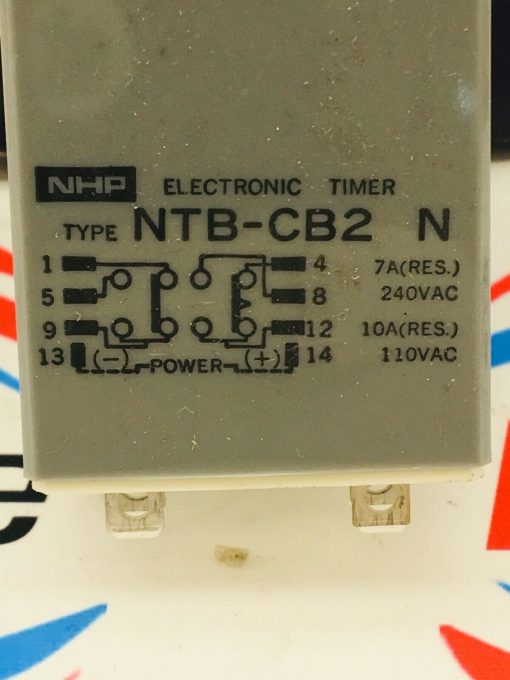 NHP ELECTRONIC TIMER
TYPE NTB-CB2 N
1 4 7A(RES.)
5 8 240VAC
9 12 10A(RES.)
13 (-) POWER (+) 14 110VAC